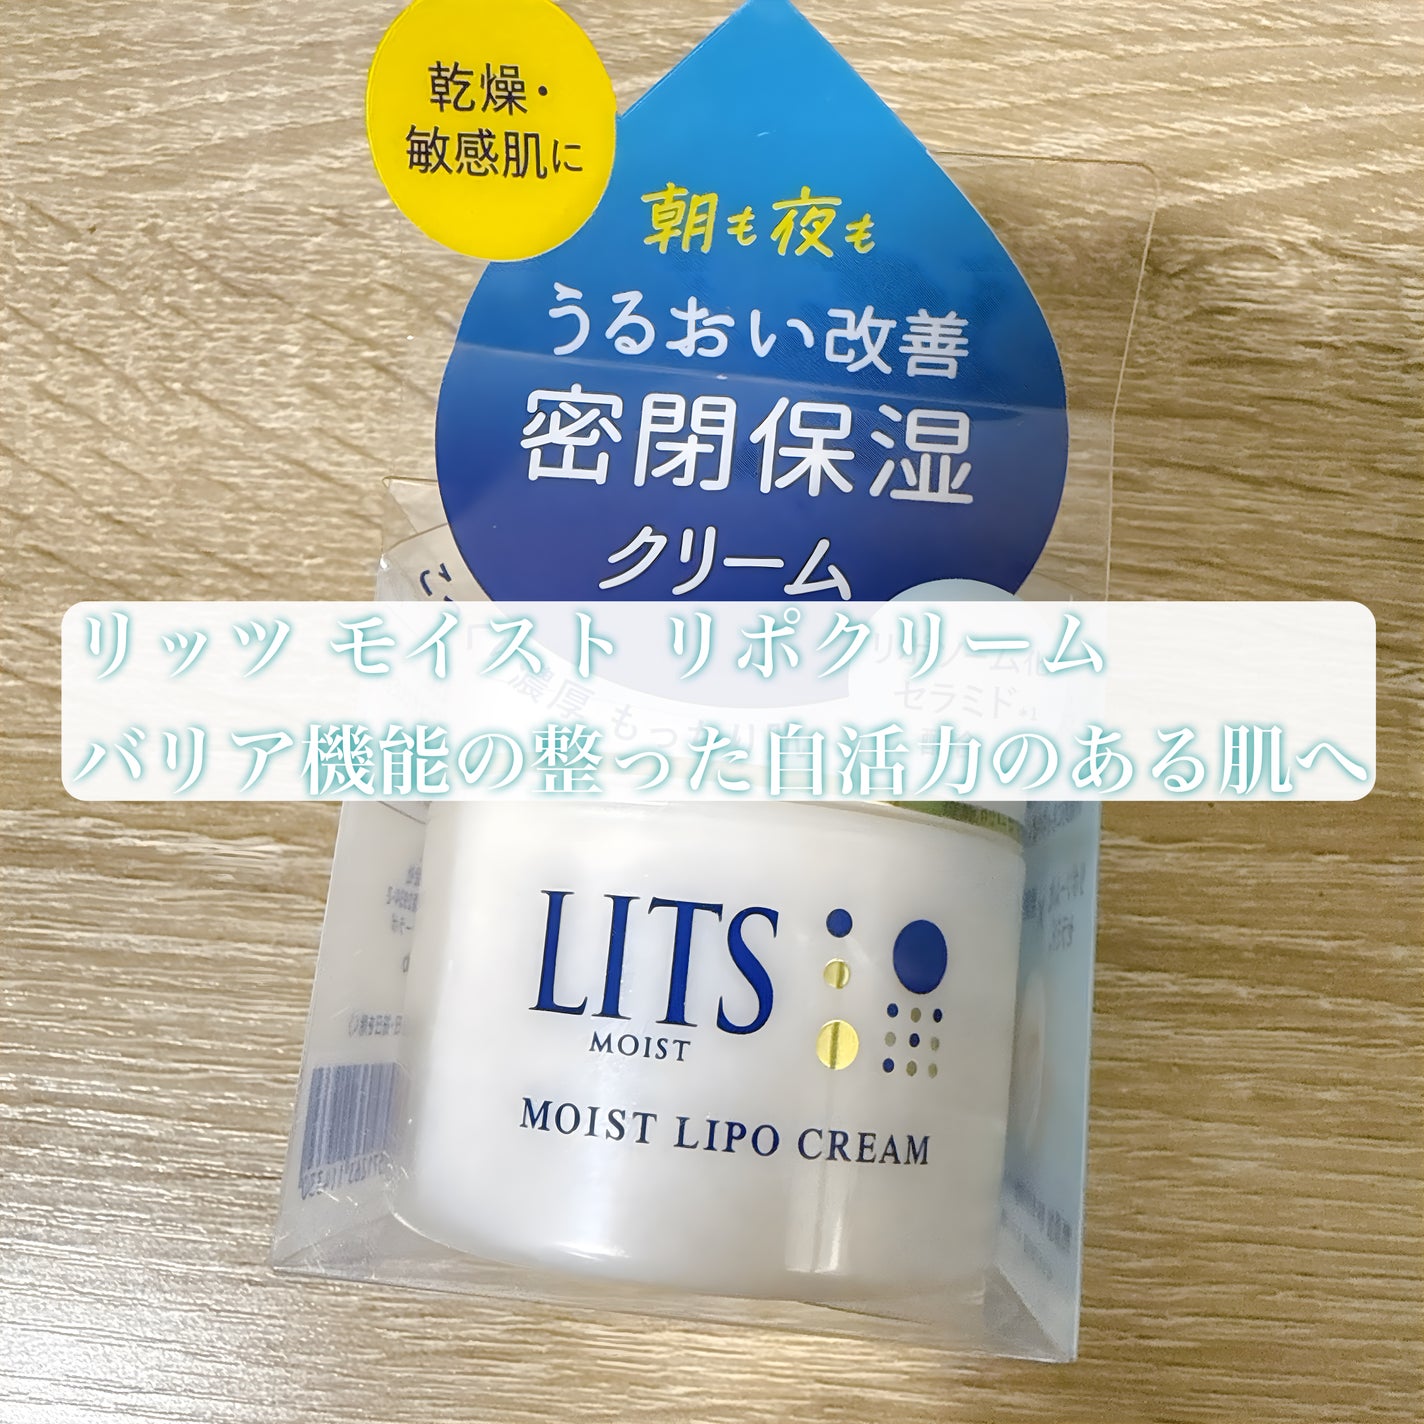 乾燥・
敏感肌に
朝も夜も
うるおい改善
密閉保湿
クリーム
リッツ モイスト リポクリーム
セラミド*1
バリア機能の整った自活力のある肌へ
LITS
MOIST
MOIST LIPO CREAM